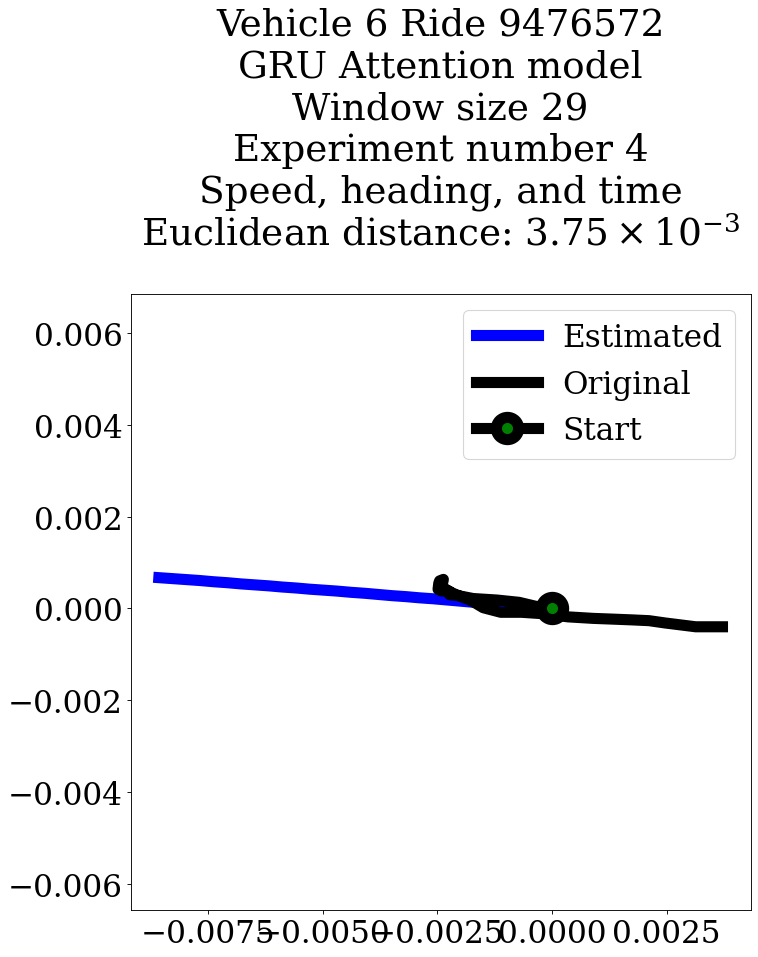 Vehicle 6 Ride 9476572
GRU Attention model
Window size 29
Experiment number 4
Speed, heading, and time
Euclidean distance: 3.75 × 10⁻³
Estimated
Original
Start
0.006
0.004
0.002
0.000
−0.002
−0.004
−0.006
−0.0075 −0.0050 −0.0025 0.0000 0.0025